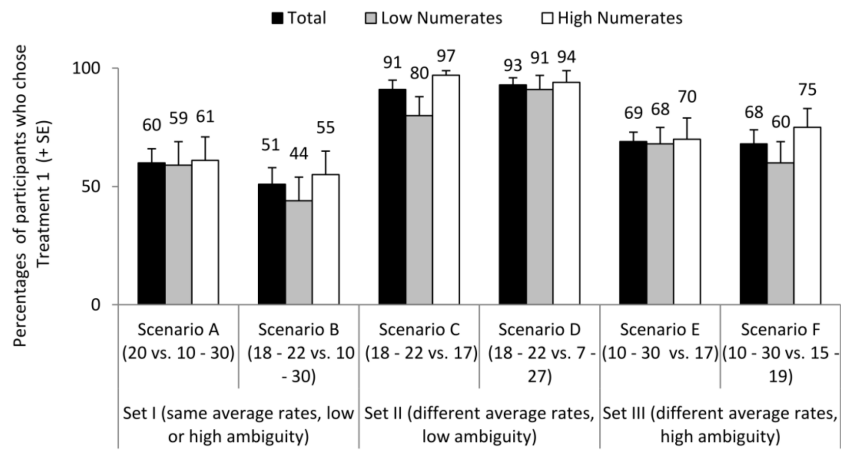 Total Low Numerates High Numerates
Percentages of participants who chose
Treatment 1 (+ SE)
100
50
0
60 59 61
51 44 55
91 80 97
93 91 94
69 68 70
68 60 75
Scenario A
(20 vs. 10 - 30)
Scenario B
(18 - 22 vs. 10
- 30)
Scenario C
(18 - 22 vs. 17)
Scenario D
(18 - 22 vs. 7 -
27)
Scenario E
(10 - 30 vs. 17)
Scenario F
(10 - 30 vs. 15 -
19)
Set I (same average rates, low
or high ambiguity)
Set II (different average rates,
low ambiguity)
Set III (different average rates,
high ambiguity)